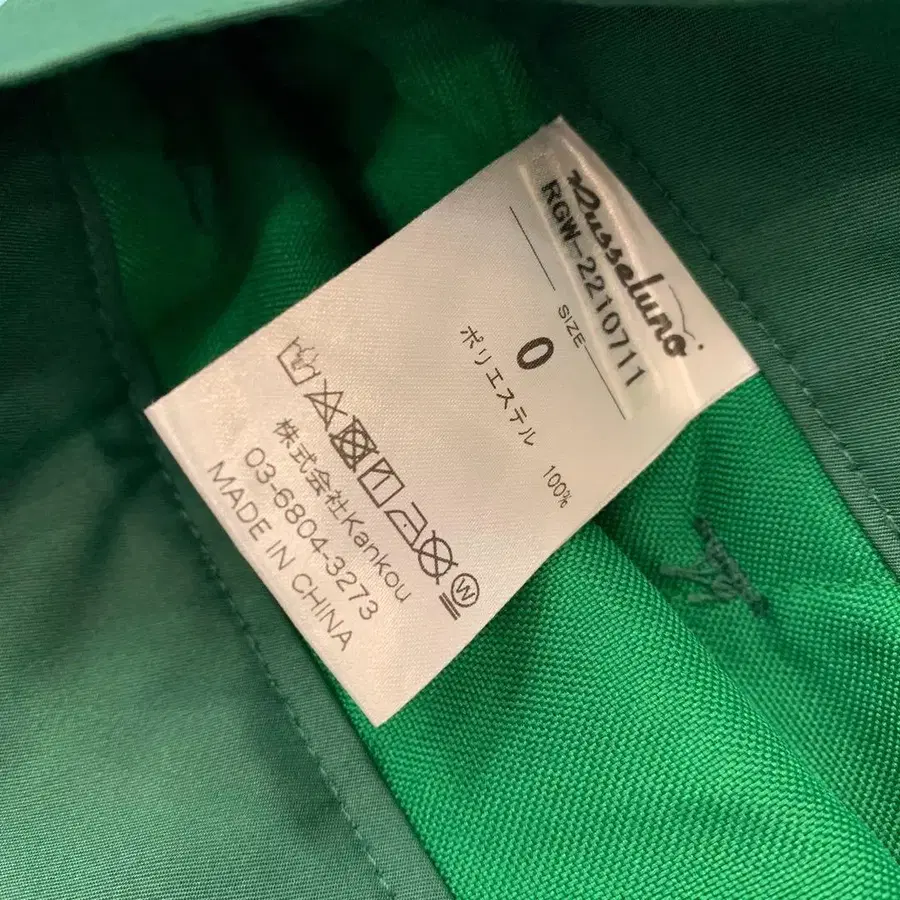 Russeluno
RGW-2210711
SIZE
0
ポリエステル 100%
W
株式会社Kankou
03-6804-3273
MADE IN CHINA